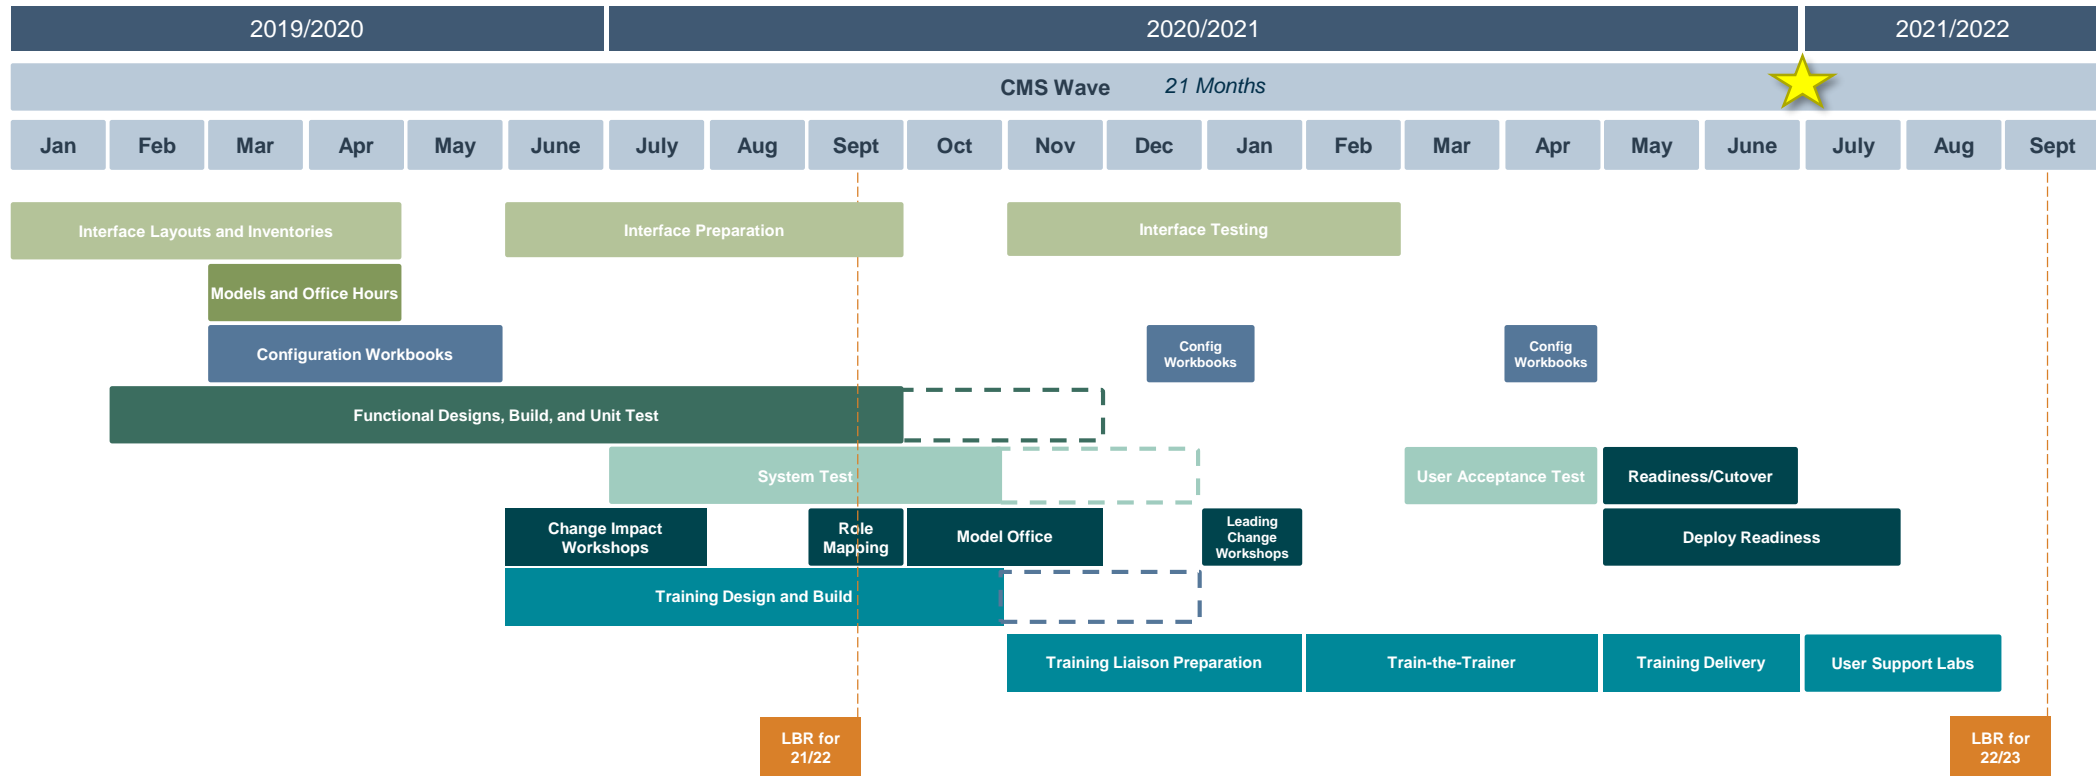 2019/2020
2020/2021
2021/2022
CMS Wave
21 Months
Jan
Feb
Mar
Apr
May
June
July
Aug
Sept
Oct
Nov
Dec
Jan
Feb
Mar
Apr
May
June
July
Aug
Sept
Interface Layouts and Inventories
Interface Preparation
Interface Testing
Models and Office Hours
Configuration Workbooks
Config
Workbooks
Config
Workbooks
Functional Designs, Build, and Unit Test
System Test
User Acceptance Test
Readiness/Cutover
Change Impact
Workshops
Role
Mapping
Model Office
Leading
Change
Workshops
Deploy Readiness
Training Design and Build
Training Liaison Preparation
Train-the-Trainer
Training Delivery
User Support Labs
LBR for
21/22
LBR for
22/23